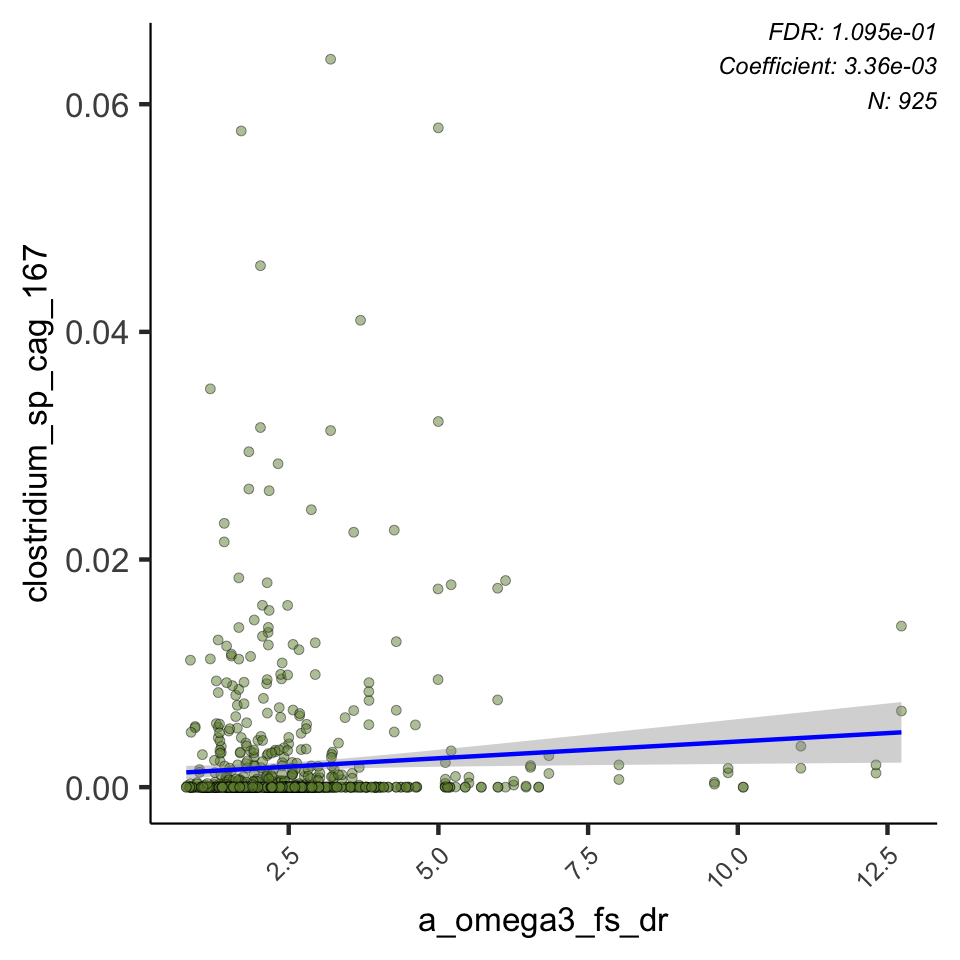 FDR: 1.095e-01
Coefficient: 3.36e-03
N: 925
clostridium_sp_cag_167
0.06
0.04
0.02
0.00
2.5
5.0
7.5
10.0
12.5
a_omega3_fs_dr